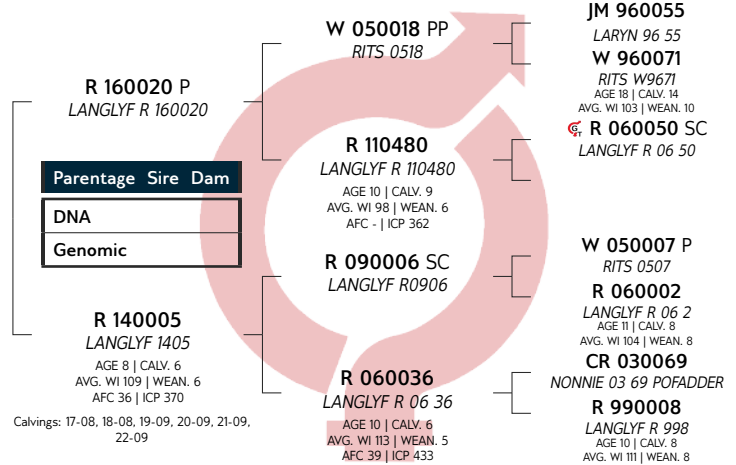 R 160020 P
LANGLYF R 160020
Parentage Sire Dam
DNA
Genomic
R 140005
LANGLYF 1405
AGE 8 | CALV. 6
AVG. WI 109 | WEAN. 6
AFC 36 | ICP 370
Calvings: 17-08, 18-08, 19-09, 20-09, 21-09,
22-09
W 050018 PP
RITS 0518
R 110480
LANGLYF R 110480
AGE 10 | CALV. 9
AVG. WI 98 | WEAN. 6
AFC - | ICP 362
R 090006 SC
LANGLYF R0906
R 060036
LANGLYF R 06 36
AGE 10 | CALV. 6
AVG. WI 113 | WEAN. 5
AFC 39 | ICP 433
JM 960055
LARYN 96 55
W 960071
RITS W9671
AGE 18 | CALV. 14
AVG. WI 103 | WEAN. 10
R 060050 SC
LANGLYF R 06 50
W 050007 P
RITS 0507
R 060002
LANGLYF R 06 2
AGE 11 | CALV. 8
AVG. WI 104 | WEAN. 8
CR 030069
NONNIE 03 69 POFADDER
R 990008
LANGLYF R 998
AGE 10 | CALV. 8
AVG. WI 111 | WEAN. 8